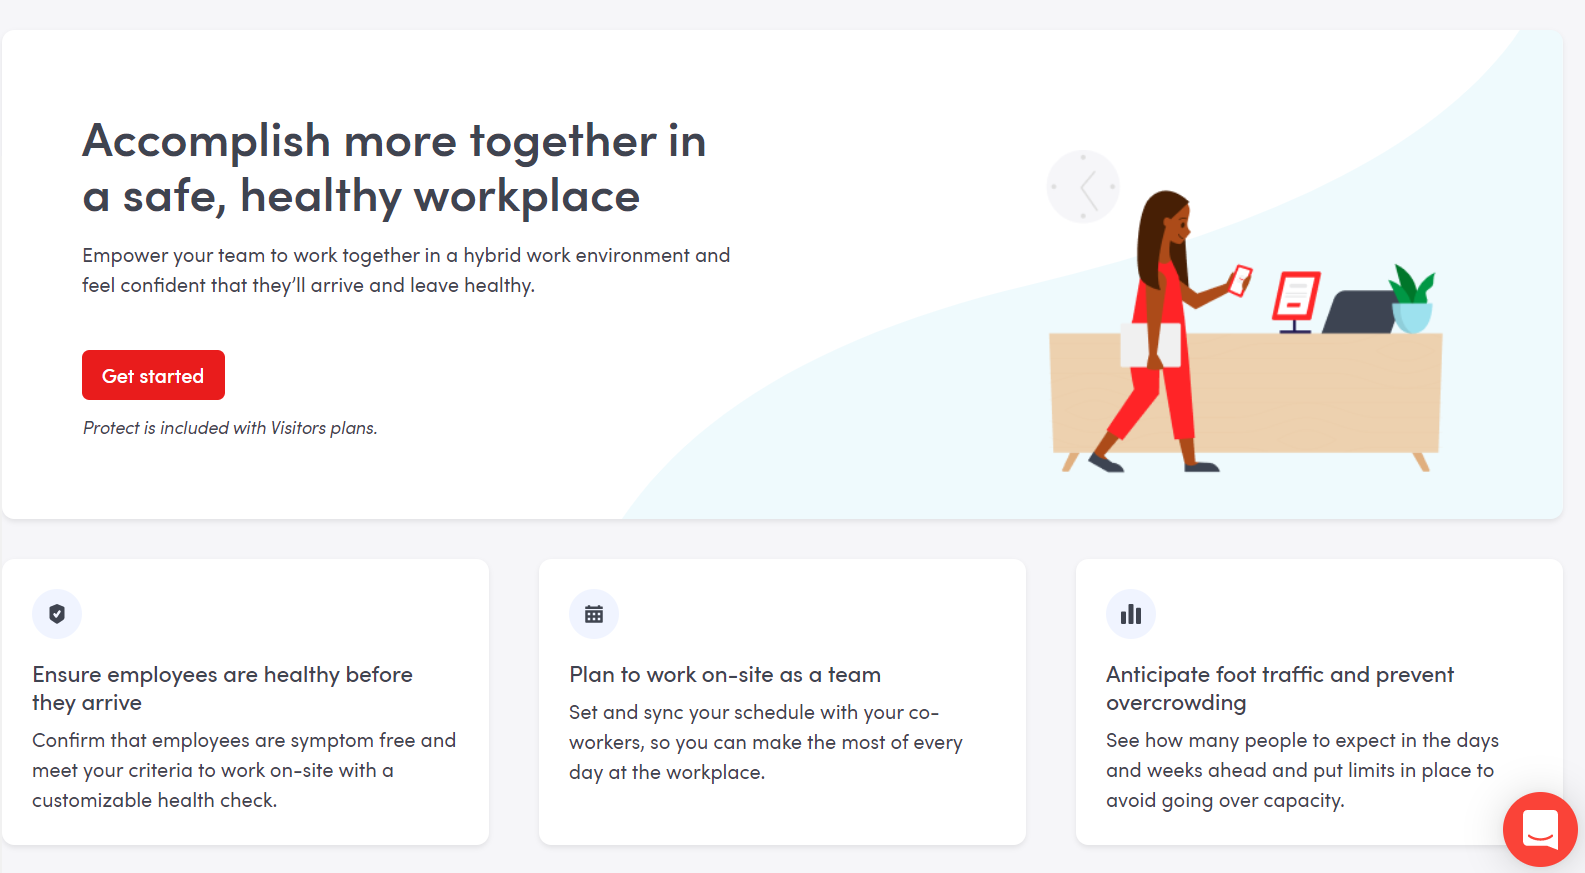 Accomplish more together in
a safe, healthy workplace
Empower your team to work together in a hybrid work environment and
feel confident that they’ll arrive and leave healthy.
Get started
Protect is included with Visitors plans.
Ensure employees are healthy before
they arrive
Confirm that employees are symptom free and
meet your criteria to work on-site with a
customizable health check.
Plan to work on-site as a team
Set and sync your schedule with your co-
workers, so you can make the most of every
day at the workplace.
Anticipate foot traffic and prevent
overcrowding
See how many people to expect in the days
and weeks ahead and put limits in place to
avoid going over capacity.